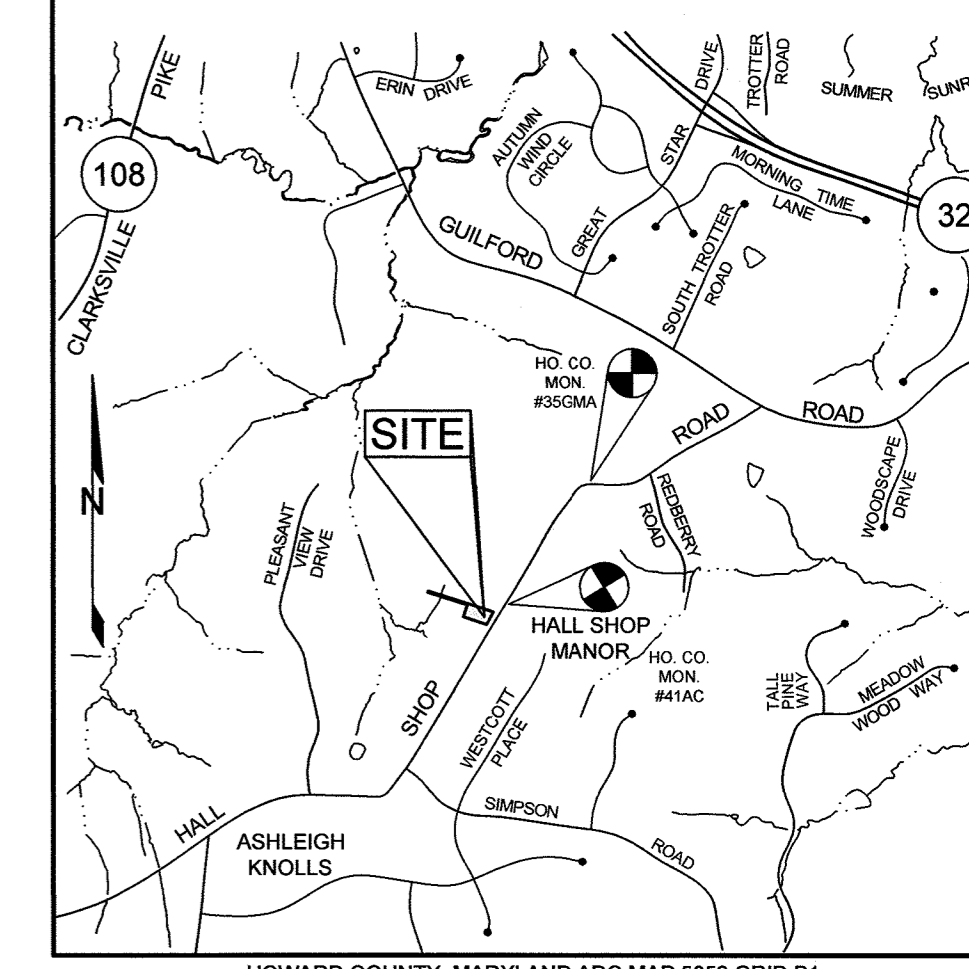 PIKE
ERIN DRIVE
DRIVE
TROTTER
ROAD
SUMMER
108
AUTUMN
WIND
CIRCLE
STAR
MORNING TIME
LANE
32
CLARKSVILLE
GUILFORD
GREAT
SOUTH TROTTER
ROAD
HO. CO.
MON.
#35GMA
ROAD
ROAD
SITE
N
WOODSCAPE
DRIVE
REDBERRY
ROAD
PLEASANT
VIEW
DRIVE
HALL SHOP
MANOR
HO. CO.
MON.
#41AC
TALL
PINE
WAY
MEADOW
WOOD WAY
SHOP
WESTCOTT
PLACE
SIMPSON
ROAD
HALL
ASHLEIGH
KNOLLS